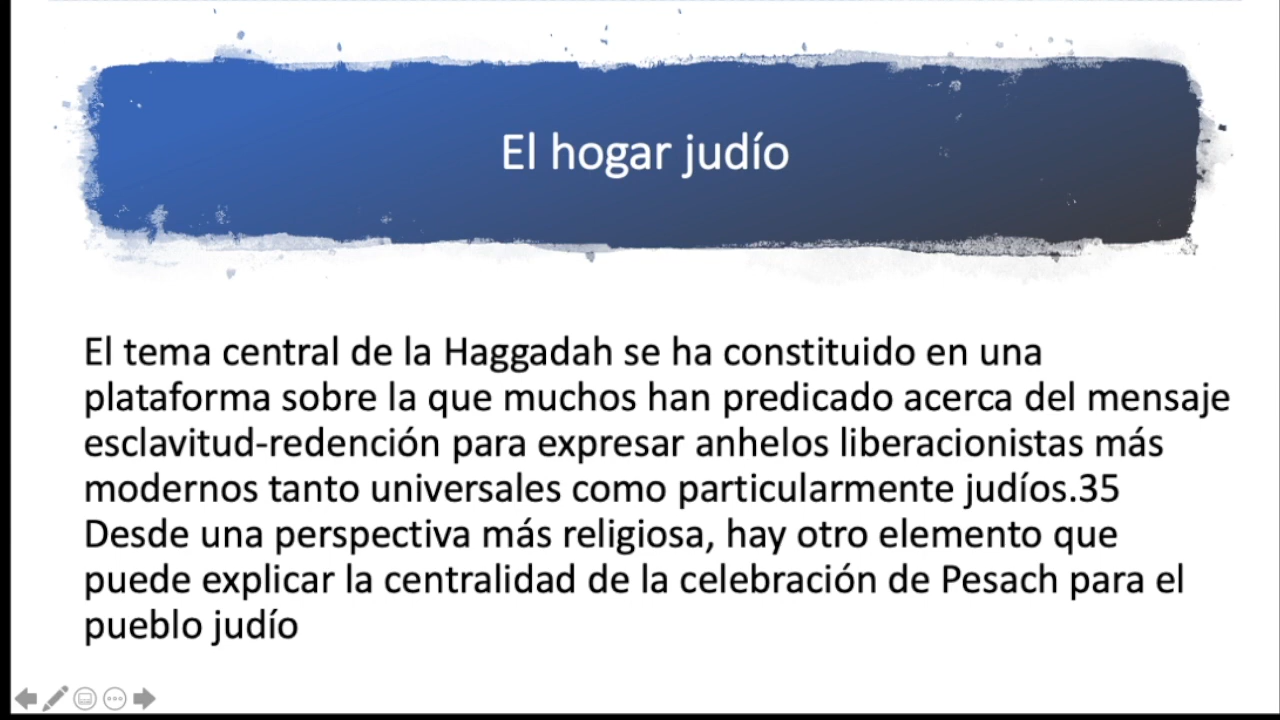 El hogar judío
El tema central de la Haggadah se ha constituido en una
plataforma sobre la que muchos han predicado acerca del mensaje
esclavitud-redención para expresar anhelos liberacionistas más
modernos tanto universales como particularmente judíos.35
Desde una perspectiva más religiosa, hay otro elemento que
puede explicar la centralidad de la celebración de Pesach para el
pueblo judío